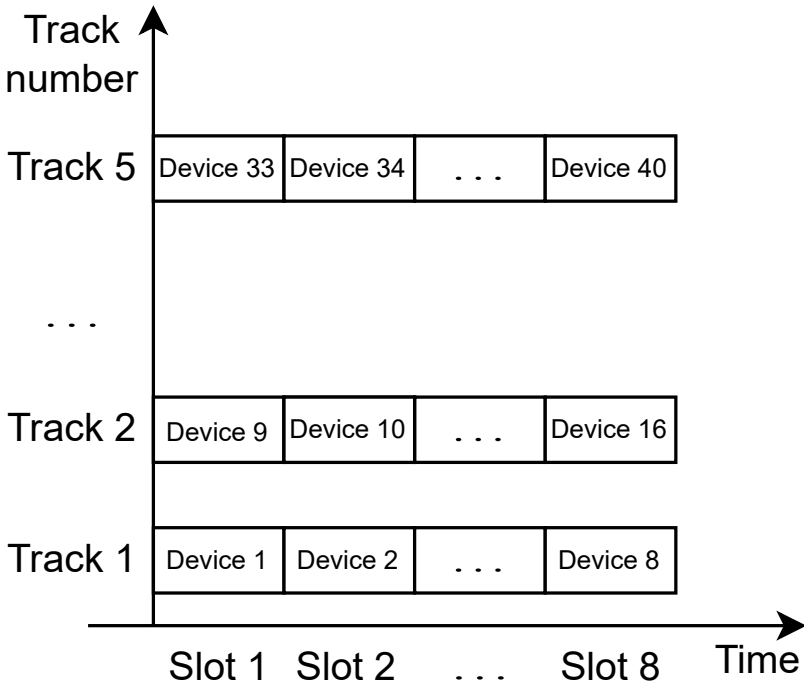 Track
number
Track 5 Device 33 Device 34 . . . Device 40
. . .
Track 2 Device 9 Device 10 . . . Device 16
Track 1 Device 1 Device 2 . . . Device 8
Slot 1 Slot 2 . . . Slot 8 Time